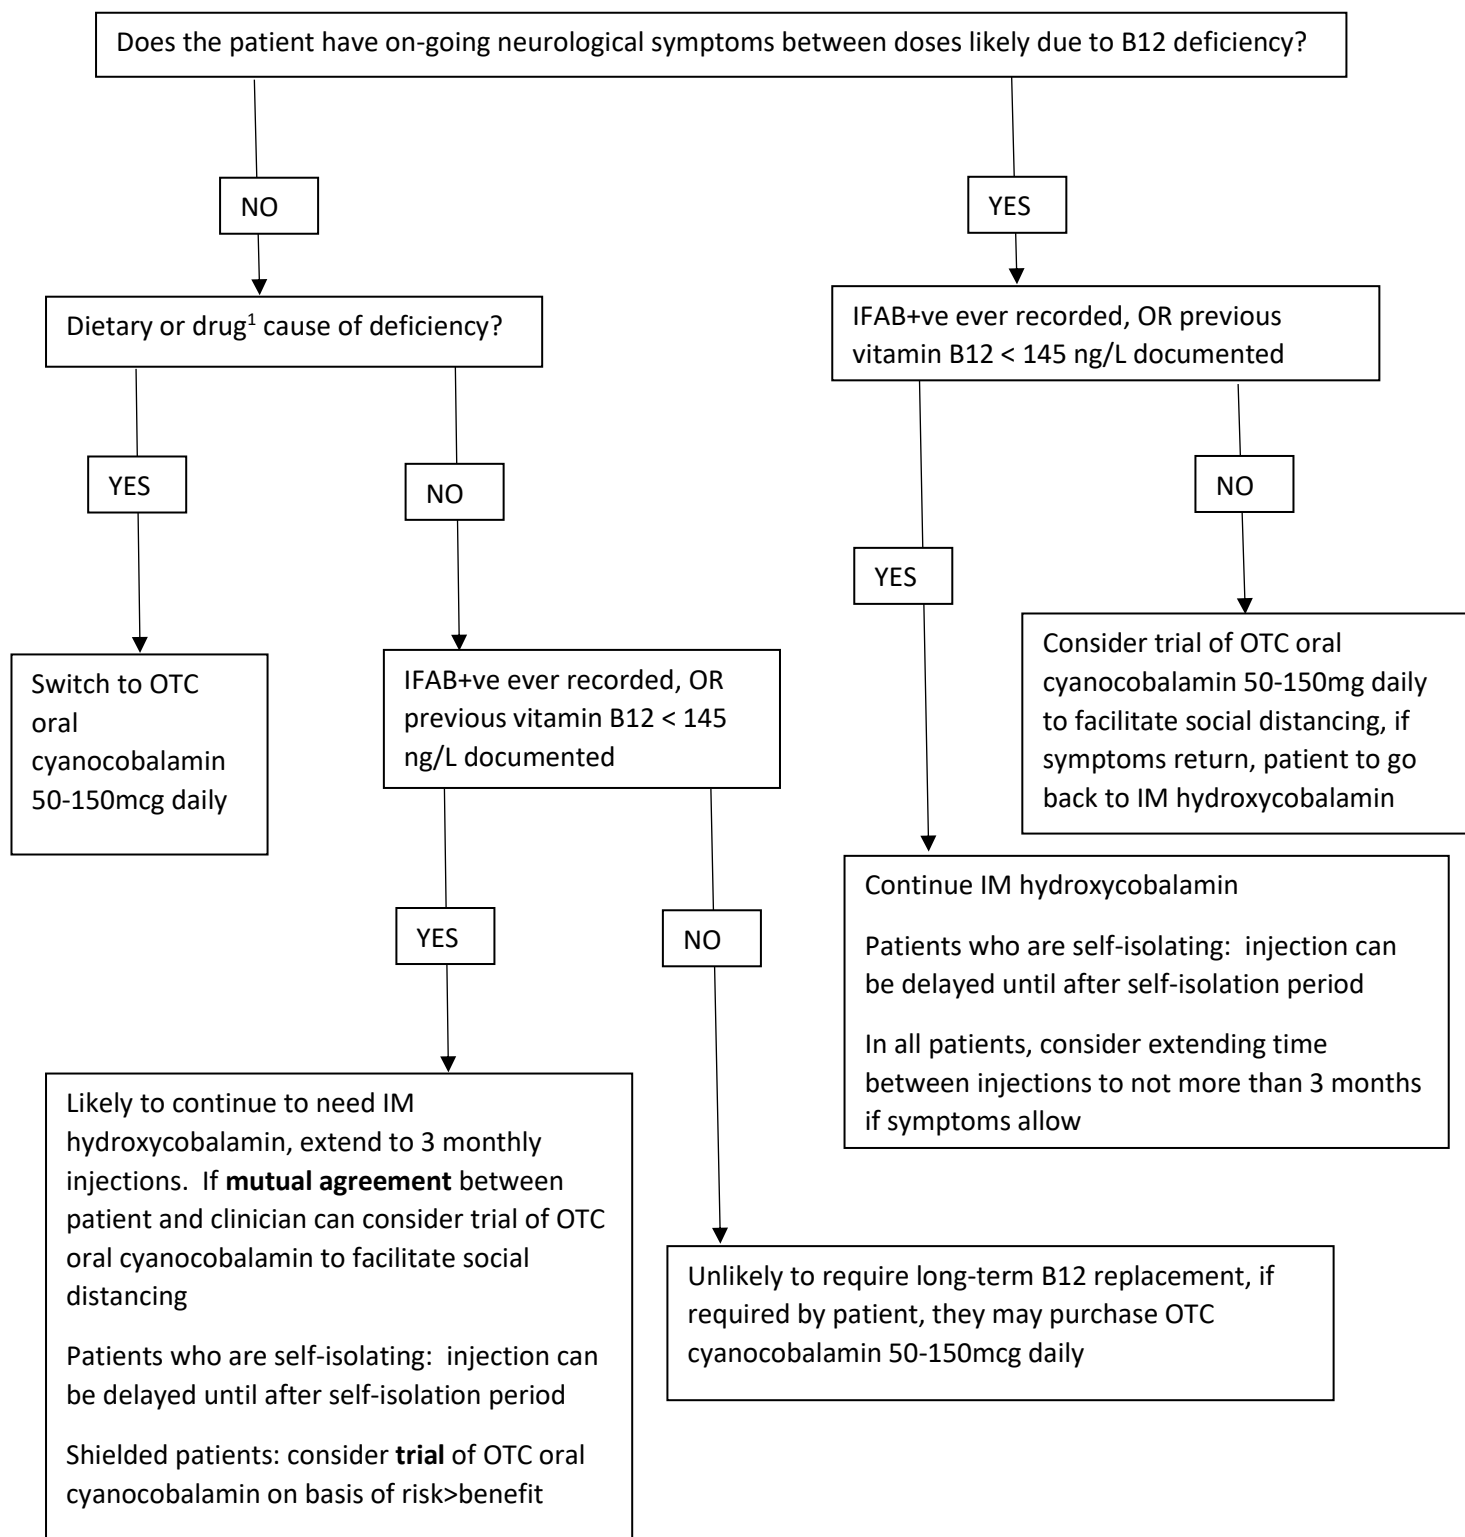 Does the patient have on-going neurological symptoms between doses likely due to B12 deficiency?
NO
YES
Dietary or drug¹ cause of deficiency?
IFAB+ve ever recorded, OR previous
vitamin B12 < 145 ng/L documented
YES
NO
NO
YES
Switch to OTC
oral
cyanocobalamin
50-150mcg daily
IFAB+ve ever recorded, OR
previous vitamin B12 < 145
ng/L documented
Consider trial of OTC oral
cyanocobalamin 50-150mg daily
to facilitate social distancing, if
symptoms return, patient to go
back to IM hydroxycobalamin
Continue IM hydroxycobalamin
Patients who are self-isolating:  injection can
be delayed until after self-isolation period
In all patients, consider extending time
between injections to not more than 3 months
if symptoms allow
YES
NO
Likely to continue to need IM
hydroxycobalamin, extend to 3 monthly
injections.  If mutual agreement between
patient and clinician can consider trial of OTC
oral cyanocobalamin to facilitate social
distancing
Patients who are self-isolating:  injection can
be delayed until after self-isolation period
Shielded patients: consider trial of OTC oral
cyanocobalamin on basis of risk>benefit
Unlikely to require long-term B12 replacement, if
required by patient, they may purchase OTC
cyanocobalamin 50-150mcg daily